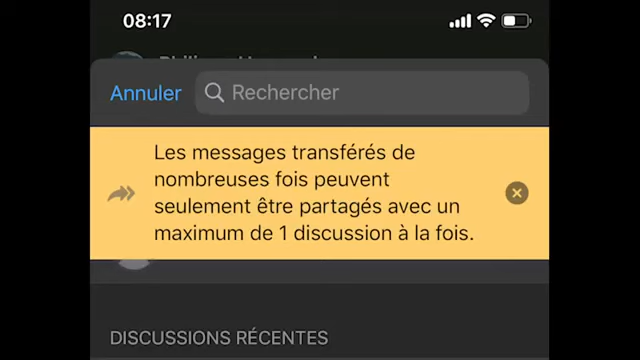 08:17
Annuler
Rechercher
Les messages transférés de
nombreuses fois peuvent
seulement être partagés avec un
maximum de 1 discussion à la fois.
DISCUSSIONS RÉCENTES